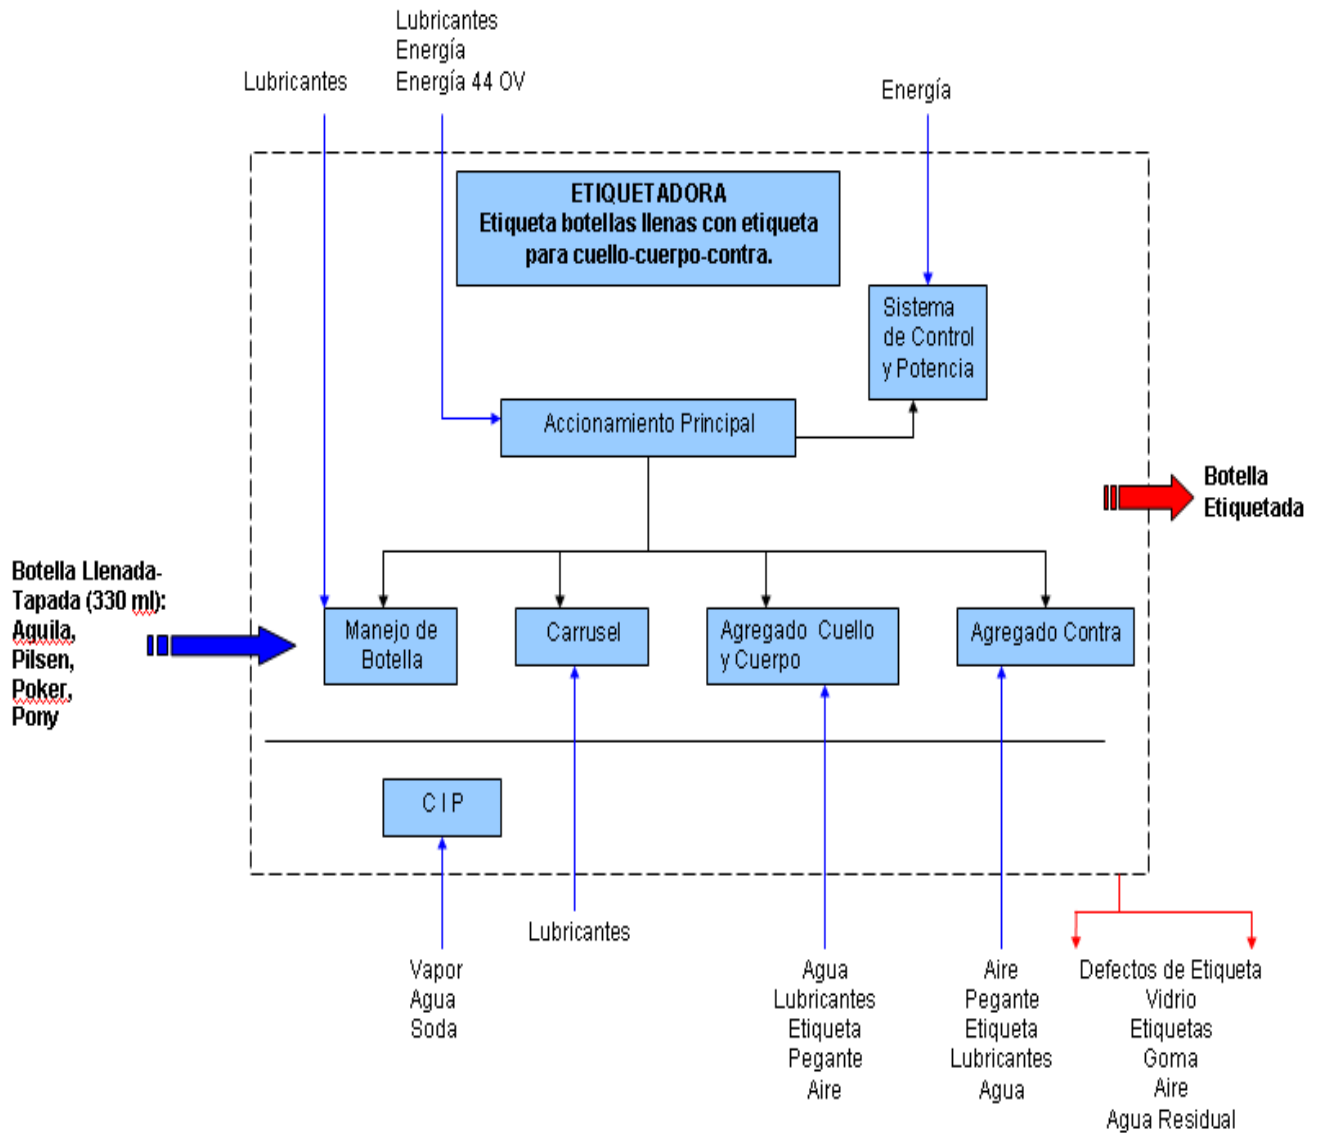 Lubricantes
Energía
Energía 44 OV
Lubricantes
Energía
ETIQUETADORA
Etiqueta botellas llenas con etiqueta
para cuello-cuerpo-contra.
Sistema
de Control
y Potencia
Accionamiento Principal
Botella
Etiquetada
Botella Llenada-
Tapada (330 ml):
Aquila,
Pilsen,
Poker,
Pony
Manejo de
Botella
Carrusel
Agregado Cuello
y Cuerpo
Agregado Contra
C I P
Lubricantes
Vapor
Agua
Soda
Agua
Lubricantes
Etiqueta
Pegante
Aire
Aire
Pegante
Etiqueta
Lubricantes
Agua
Defectos de Etiqueta
Vidrio
Etiquetas
Goma
Aire
Agua Residual